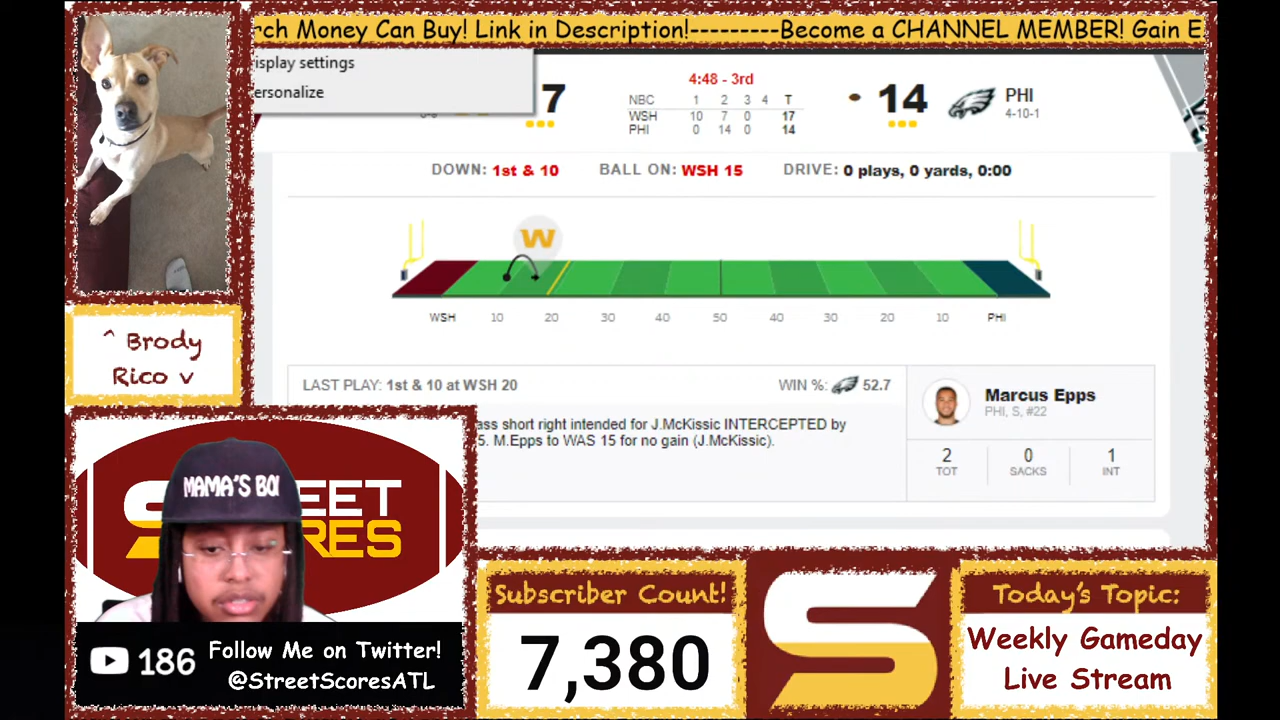 rch Money Can Buy! Link in Description!---------Become a CHANNEL MEMBER! Gain E
isplay settings
ersonalize
7
4:48 - 3rd
NBC 1 2 3 4 T
WSH 10 7 0 17
PHI 0 14 0 14
14
PHI
4-10-1
DOWN: 1st & 10 BALL ON: WSH 15 DRIVE: 0 plays, 0 yards, 0:00
W
WSH 10 20 30 40 50 40 30 20 10 PHI
^ Brody
Rico v
LAST PLAY: 1st & 10 at WSH 20
WIN %: 52.7
ass short right intended for J.McKissic INTERCEPTED by
5. M.Epps to WAS 15 for no gain (J.McKissic).
Marcus Epps
PHI, S, #22
2 0 1
TOT SACKS INT
MAMA'S BOI
S EET
RES
186
Follow Me on Twitter!
@StreetScoresATL
Subscriber Count!
7,380
S
Today's Topic:
Weekly Gameday
Live Stream